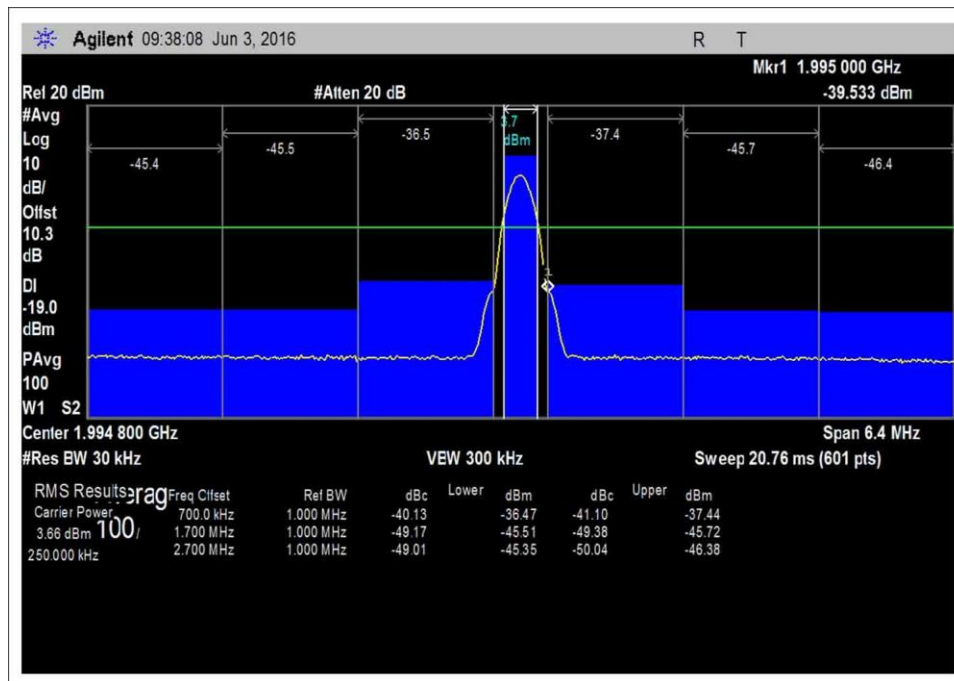 Agilent 09:38:08 Jun 3, 2016 R T
Mkr1 1.995 000 GHz
Ref 20 dBm #Atten 20 dB -39.533 dBm
#Avg
Log
10
dB/
Offst
10.3
dB
DI
-19.0
dBm
PAvg
100
W1 S2
-45.4 -45.5 -36.5 3.7 dBm -37.4 -45.7 -46.4
1
Center 1.994 800 GHz Span 6.4 MHz
#Res BW 30 kHz VBW 300 kHz Sweep 20.76 ms (601 pts)
RMS Results Freq Offset Ref BW dBc Lower dBm dBc Upper dBm
Carrier Power 700.0 kHz 1.000 MHz -40.13 -36.47 -41.10 -37.44
3.66 dBm / 1.700 MHz 1.000 MHz -49.17 -45.51 -49.38 -45.72
250.000 kHz 2.700 MHz 1.000 MHz -49.01 -45.35 -50.04 -46.38
100